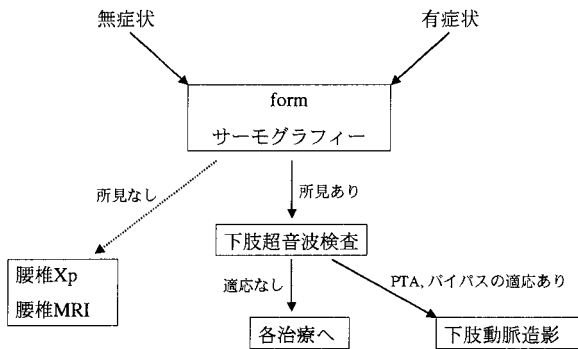 無症状
有症状
form
サーモグラフィー
所見なし
所見あり
下肢超音波検査
腰椎Xp
腰椎MRI
適応なし
PTA, バイパスの適応あり
各治療へ
下肢動脈造影